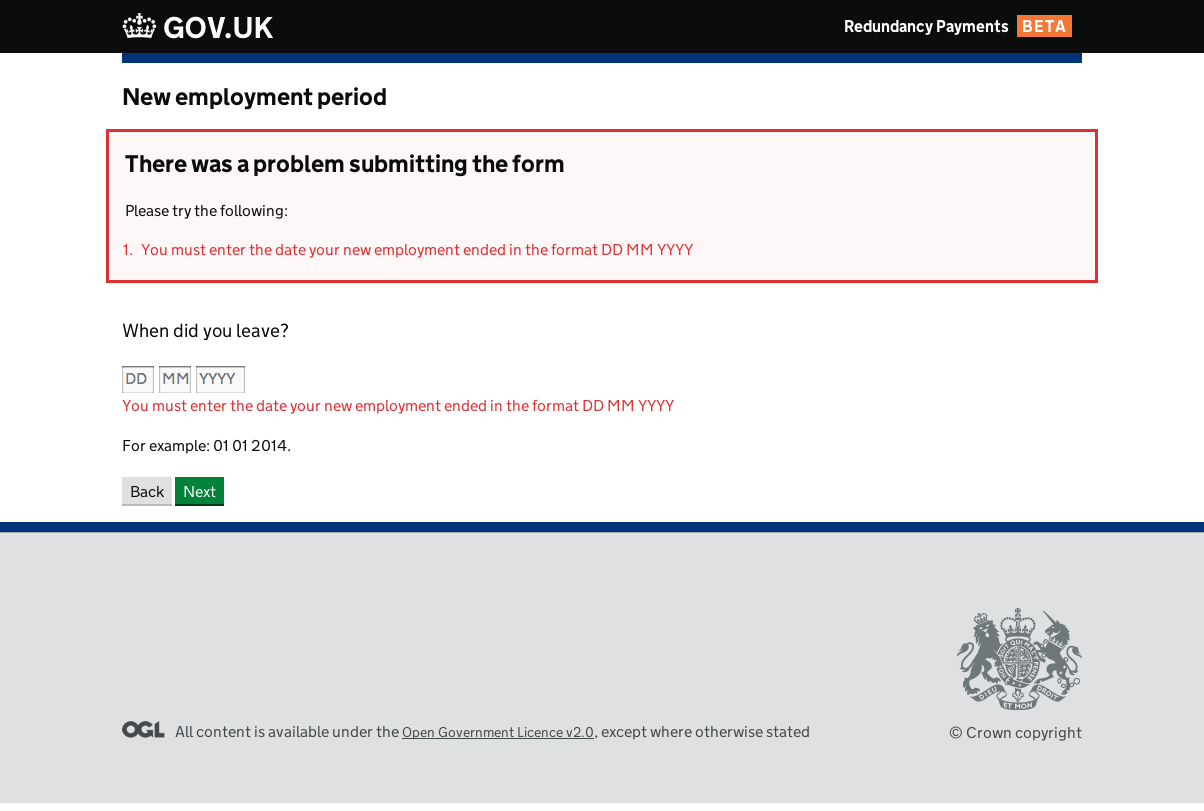 GOV.UK
Redundancy Payments BETA
New employment period
There was a problem submitting the form
Please try the following:
1. You must enter the date your new employment ended in the format DD MM YYYY
When did you leave?
DD MM YYYY
You must enter the date your new employment ended in the format DD MM YYYY
For example: 01 01 2014.
Back Next
DIEU ET MON DROIT
OGL All content is available under the Open Government Licence v2.0, except where otherwise stated
© Crown copyright